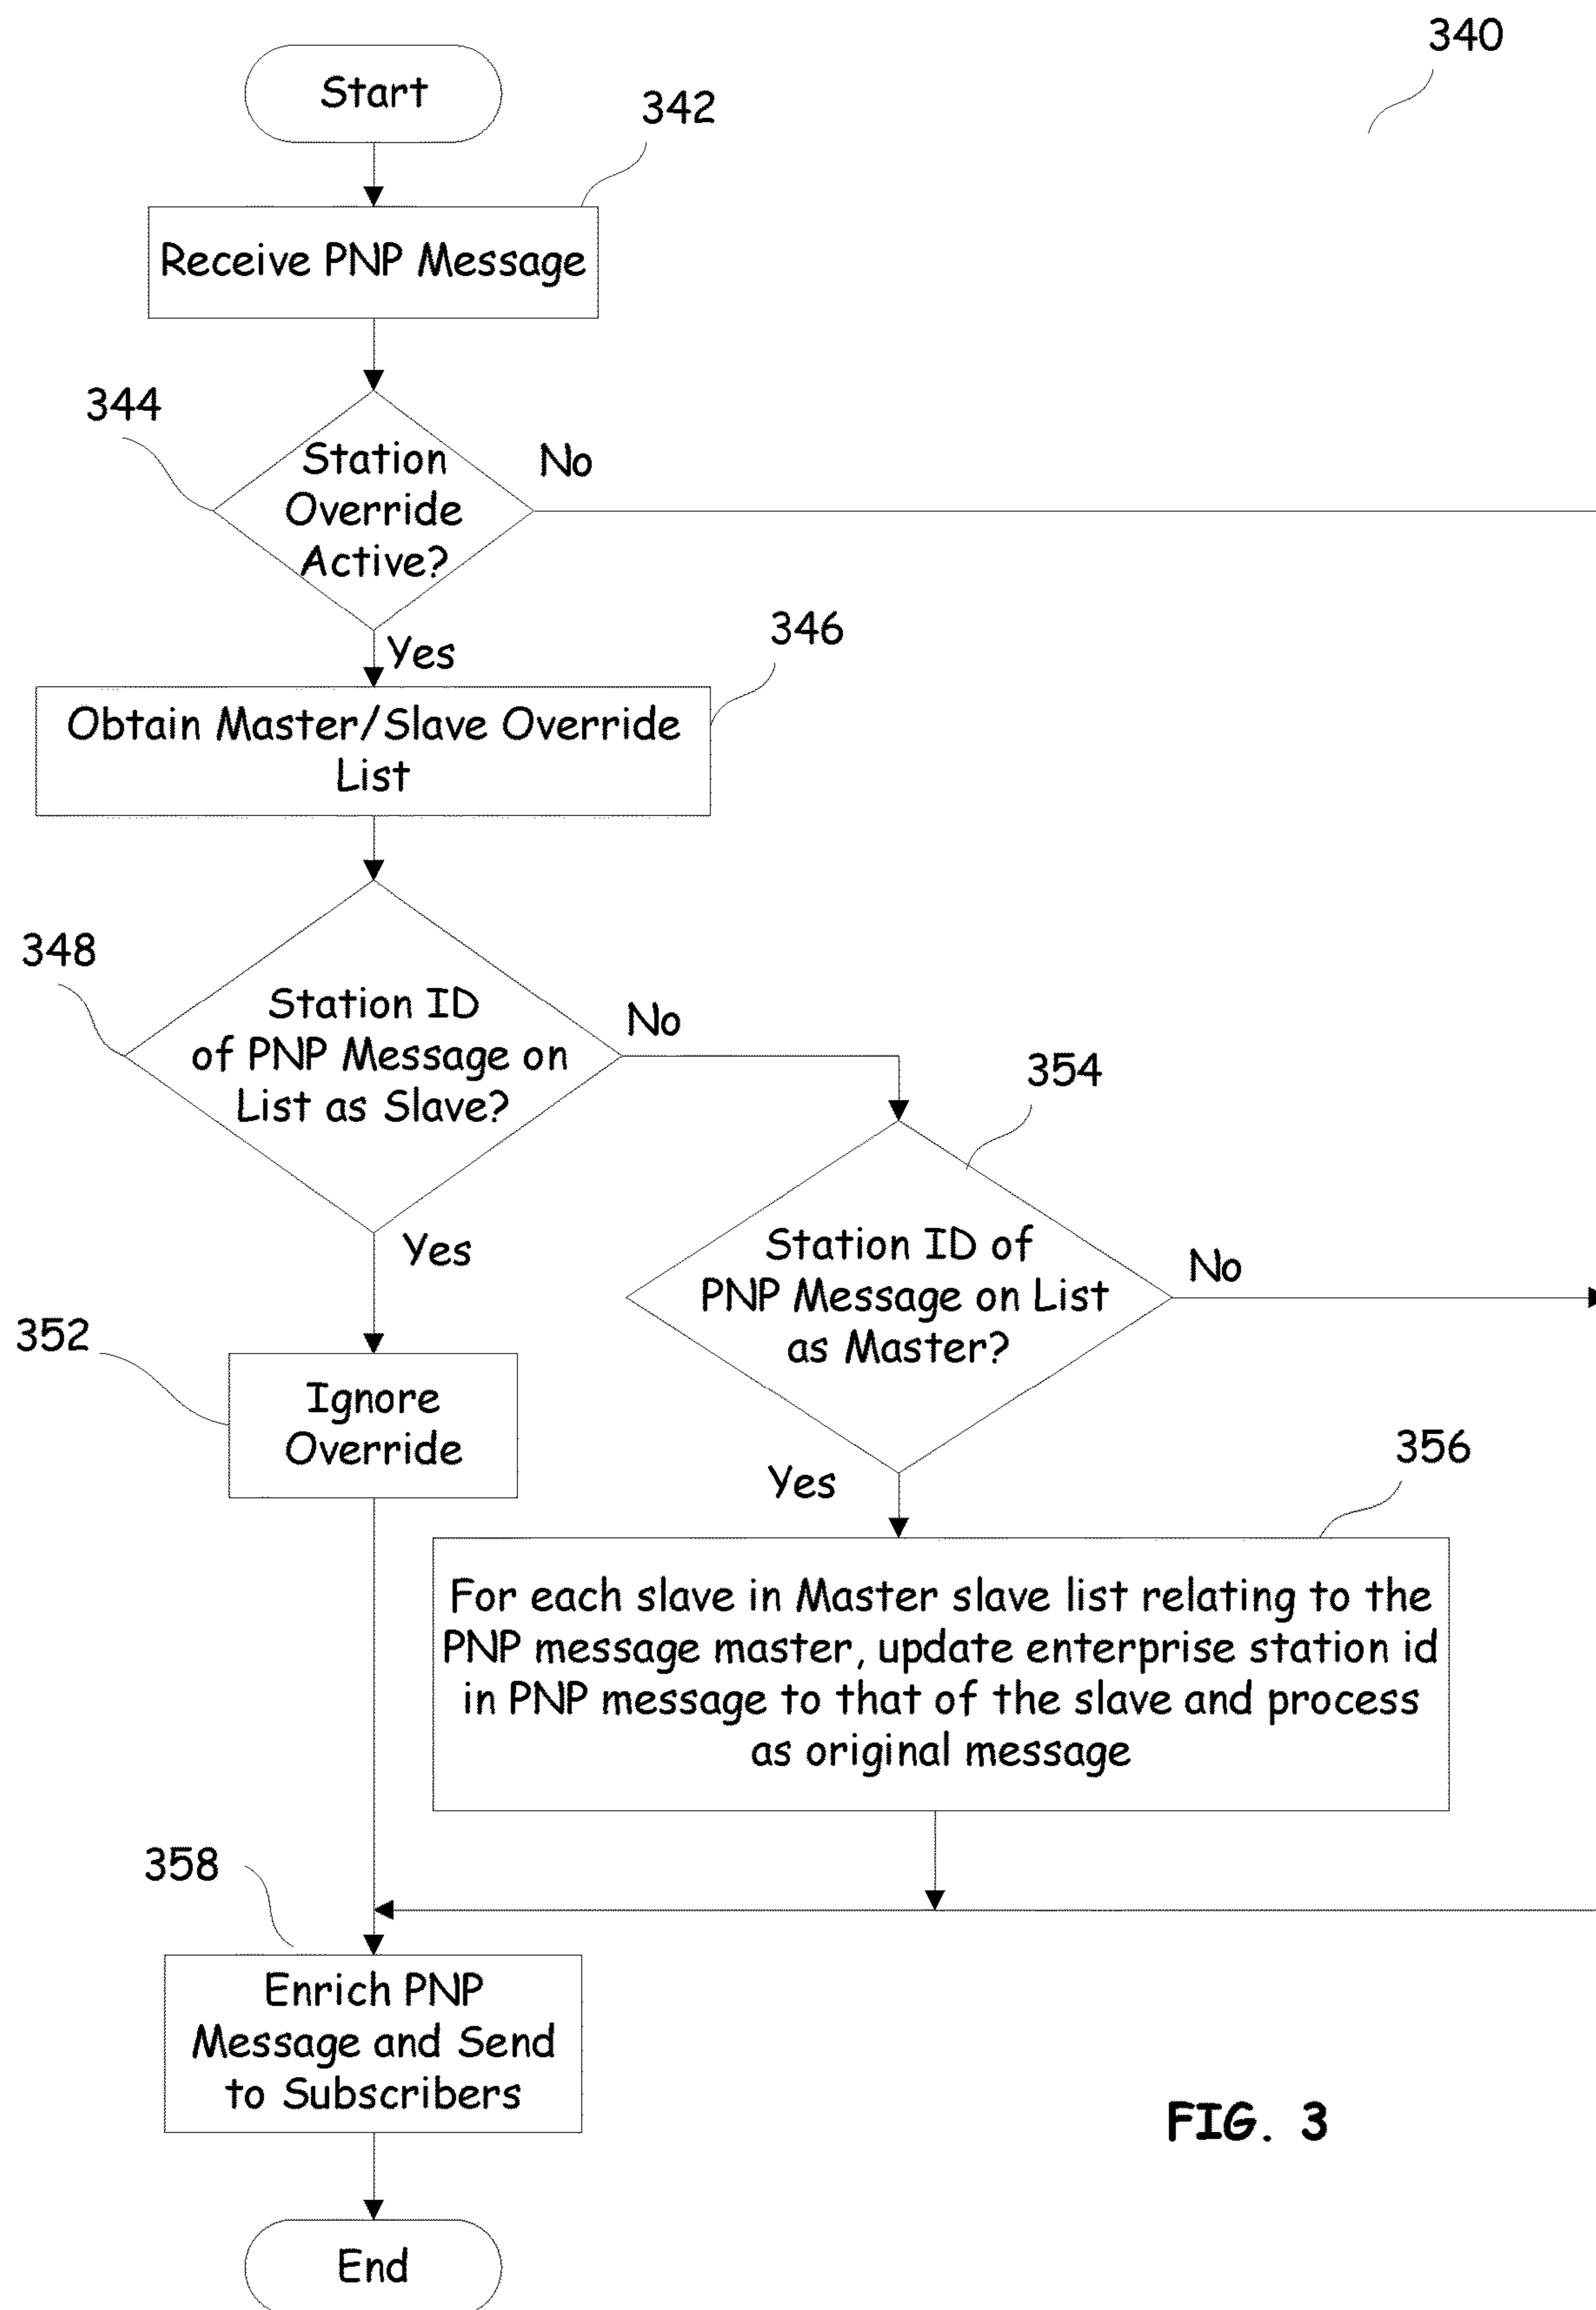 340
Start
342
Receive PNP Message
344
Station
Override
Active?
No
Yes
346
Obtain Master/Slave Override
List
348
Station ID
of PNP Message on
List as Slave?
No
354
Yes
Station ID of
PNP Message on List
as Master?
No
352
Ignore
Override
Yes
356
For each slave in Master slave list relating to the
PNP message master, update enterprise station id
in PNP message to that of the slave and process
as original message
358
Enrich PNP
Message and Send
to Subscribers
FIG. 3
End